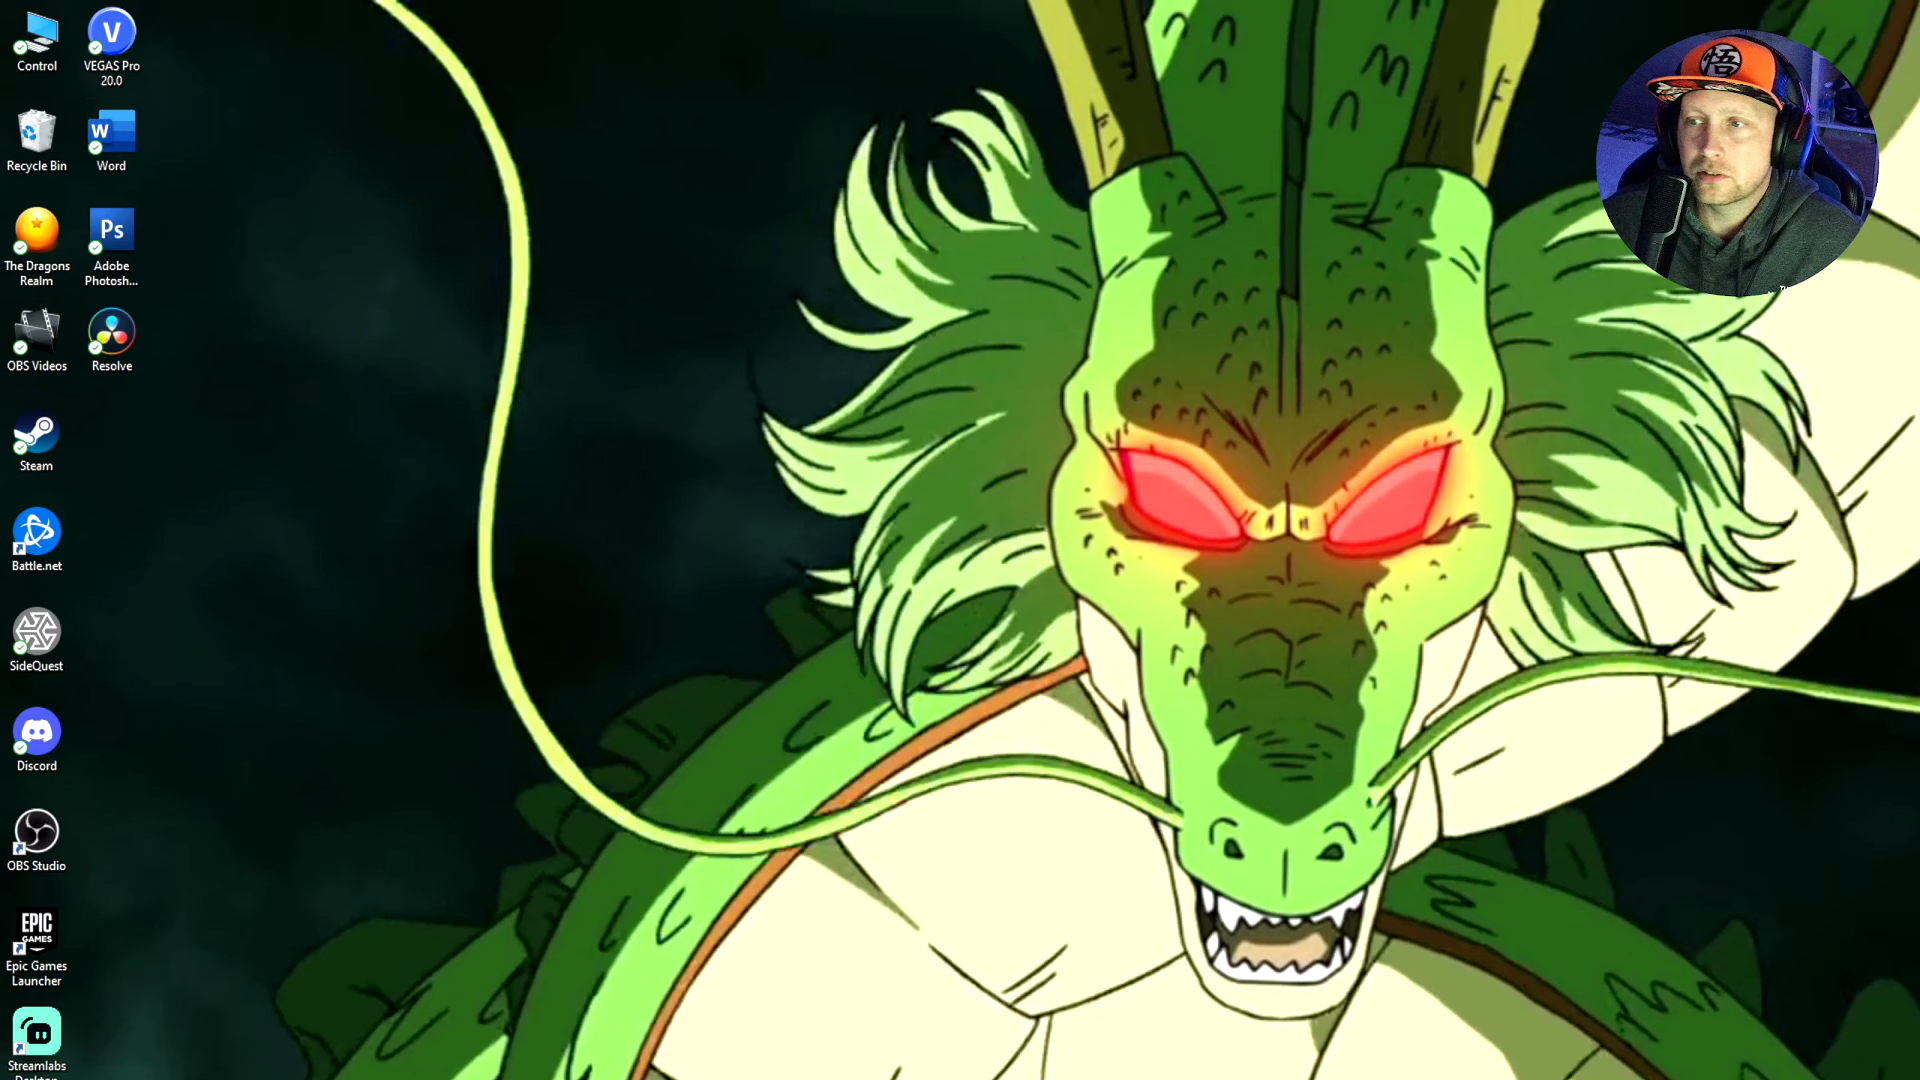 Control
V
VEGAS Pro
20.0
Recycle Bin
W
Word
The Dragons
Realm
Ps
Adobe
Photosh...
OBS Videos
Resolve
Steam
Battle.net
SideQuest
Discord
OBS Studio
EPIC
GAMES
Epic Games
Launcher
Streamlabs
悟